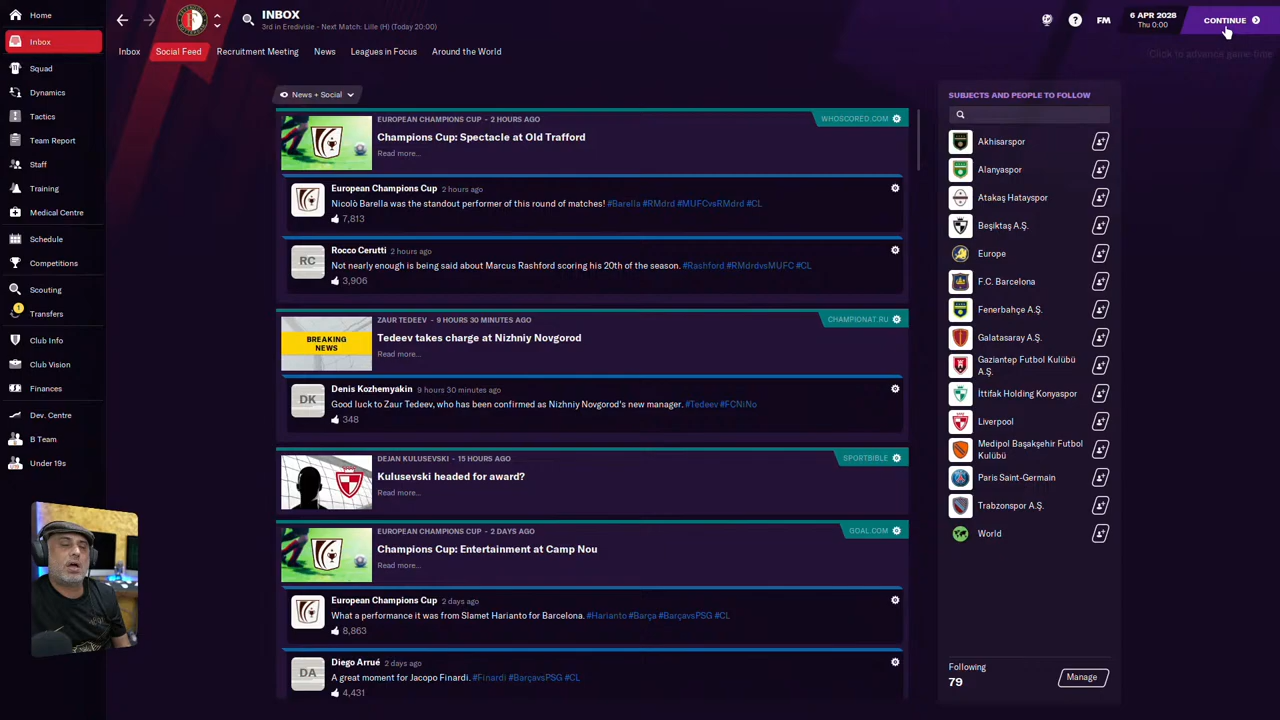 Home
Inbox
Squad
Dynamics
Tactics
Team Report
Staff
Training
Medical Centre
Schedule
Competitions
Scouting
1
Transfers
Club Info
Club Vision
Finances
Dev. Centre
B Team
Under 19s
INBOX
3rd in Eredivisie - Next Match: Lille (H) (Today 20:00)
FM
6 APR 2028
Thu 0:00
CONTINUE
Click to advance game time
Inbox
Social Feed
Recruitment Meeting
News
Leagues in Focus
Around the World
News + Social
EUROPEAN CHAMPIONS CUP - 2 HOURS AGO
WHOSCORED.COM
Champions Cup: Spectacle at Old Trafford
Read more...
European Champions Cup 2 hours ago
Nicolò Barella was the standout performer of this round of matches! #Barella #RMdrd #MUFCvsRMdrd #CL
7,813
RC
Rocco Cerutti 2 hours ago
Not nearly enough is being said about Marcus Rashford scoring his 20th of the season. #Rashford #RMdrdvsMUFC #CL
3,906
BREAKING
NEWS
ZAUR TEDEEV - 9 HOURS 30 MINUTES AGO
CHAMPIONAT.RU
Tedeev takes charge at Nizhniy Novgorod
Read more...
DK
Denis Kozhemyakin 9 hours 30 minutes ago
Good luck to Zaur Tedeev, who has been confirmed as Nizhniy Novgorod's new manager. #Tedeev #FCNiNo
348
DEJAN KULUSEVSKI - 15 HOURS AGO
SPORTBIBLE
Kulusevski headed for award?
Read more...
EUROPEAN CHAMPIONS CUP - 2 DAYS AGO
GOAL.COM
Champions Cup: Entertainment at Camp Nou
Read more...
European Champions Cup 2 days ago
What a performance it was from Slamet Harianto for Barcelona. #Harianto #Barça #BarçavsPSG #CL
8,863
DA
Diego Arrué 2 days ago
A great moment for Jacopo Finardi. #Finardi #BarçavsPSG #CL
4,431
SUBJECTS AND PEOPLE TO FOLLOW
Akhisarspor
Alanyaspor
Atakaş Hatayspor
Beşiktaş A.Ş.
Europe
F.C. Barcelona
Fenerbahçe A.Ş.
Galatasaray A.Ş.
Gaziantep Futbol Kulübü
A.Ş.
İttifak Holding Konyaspor
Liverpool
Medipol Başakşehir Futbol
Kulübü
Paris Saint-Germain
Trabzonspor A.Ş.
World
Following
79
Manage